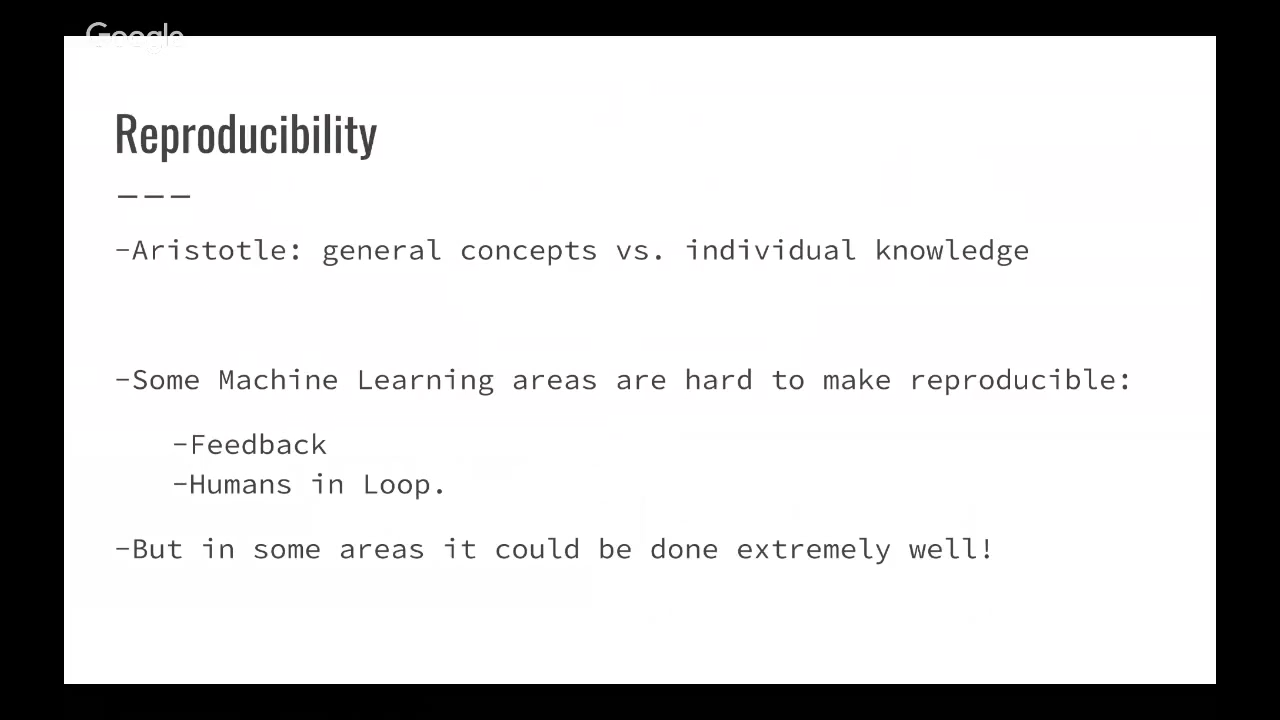 Google
Reproducibility
---
-Aristotle: general concepts vs. individual knowledge
-Some Machine Learning areas are hard to make reproducible:
-Feedback
-Humans in Loop.
-But in some areas it could be done extremely well!